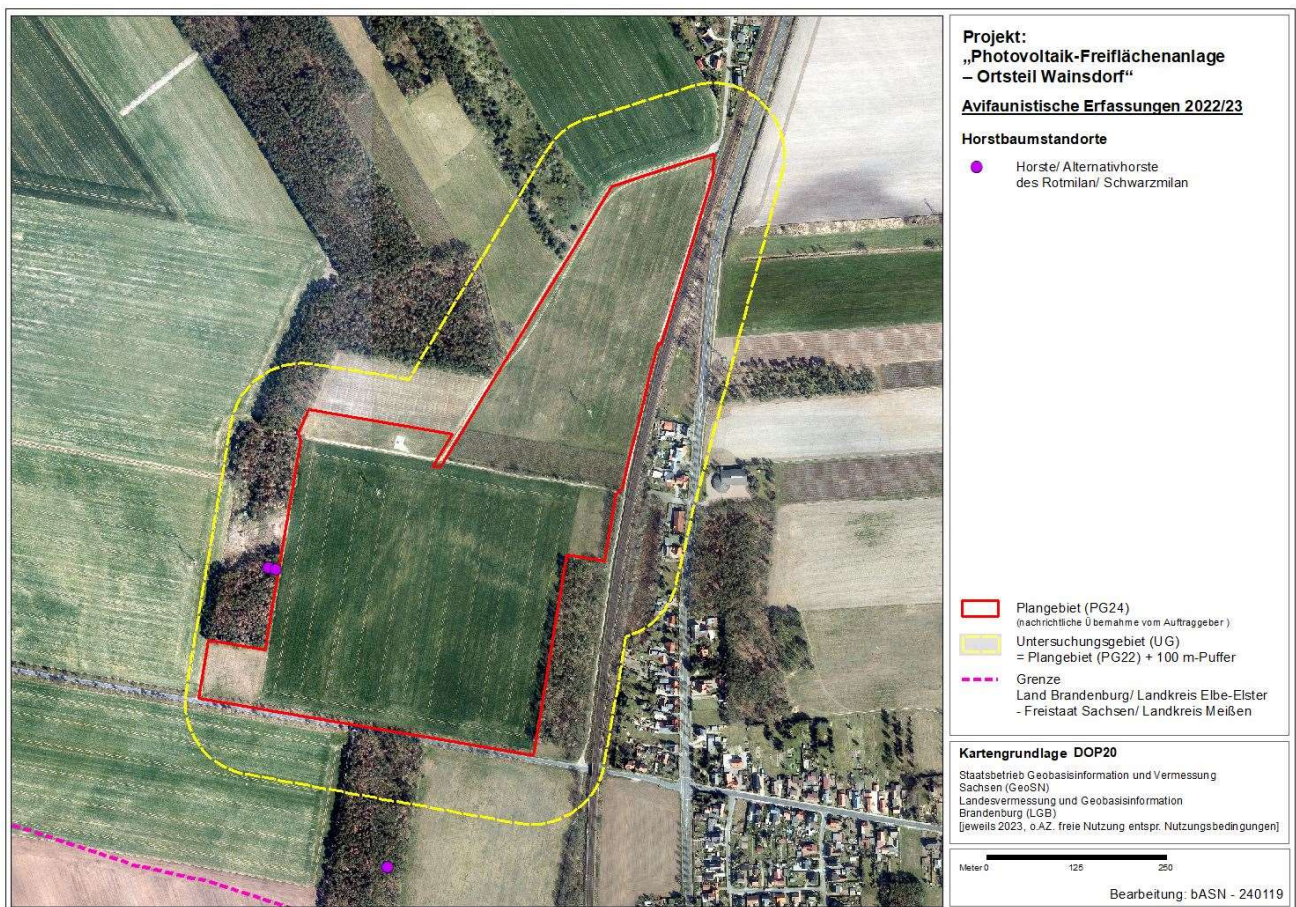 Projekt:
„Photovoltaik-Freiflächenanlage
– Ortsteil Wainsdorf“
Avifaunistische Erfassungen 2022/23
Horstbaumstandorte
Horste/ Alternativhorste
des Rotmilan/ Schwarzmilan
Plangebiet (PG24)
(nachrichtliche Übernahme vom Auftraggeber )
Untersuchungsgebiet (UG)
= Plangebiet (PG22) + 100 m-Puffer
Grenze
Land Brandenburg/ Landkreis Elbe-Elster
- Freistaat Sachsen/ Landkreis Meißen
Kartengrundlage DOP20
Staatsbetrieb Geobasisinformation und Vermessung
Sachsen (GeoSN)
Landesvermessung und Geobasisinformation
Brandenburg (LGB)
[jeweils 2023, o.AZ. freie Nutzung entspr. Nutzungsbedingungen]
Meter 0 125 250
Bearbeitung: bASN - 240119